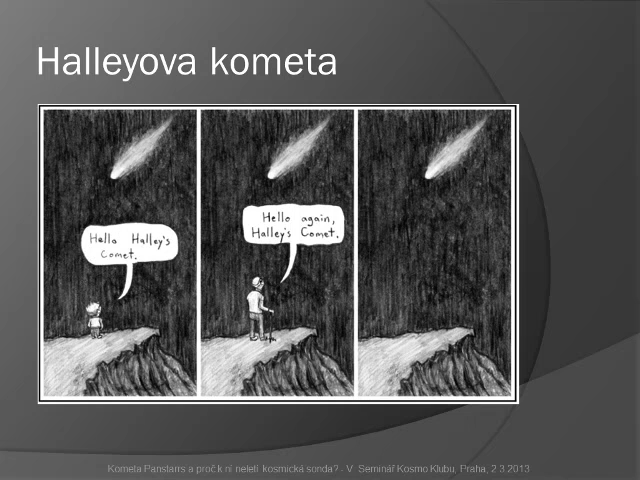 Halleyova kometa
Hello Halley's
Comet.
Hello again,
Halley's Comet.
Kometa Panstarrs a proč k ní neletí kosmická sonda? - V. Seminář Kosmo Klubu, Praha, 2.3.2013